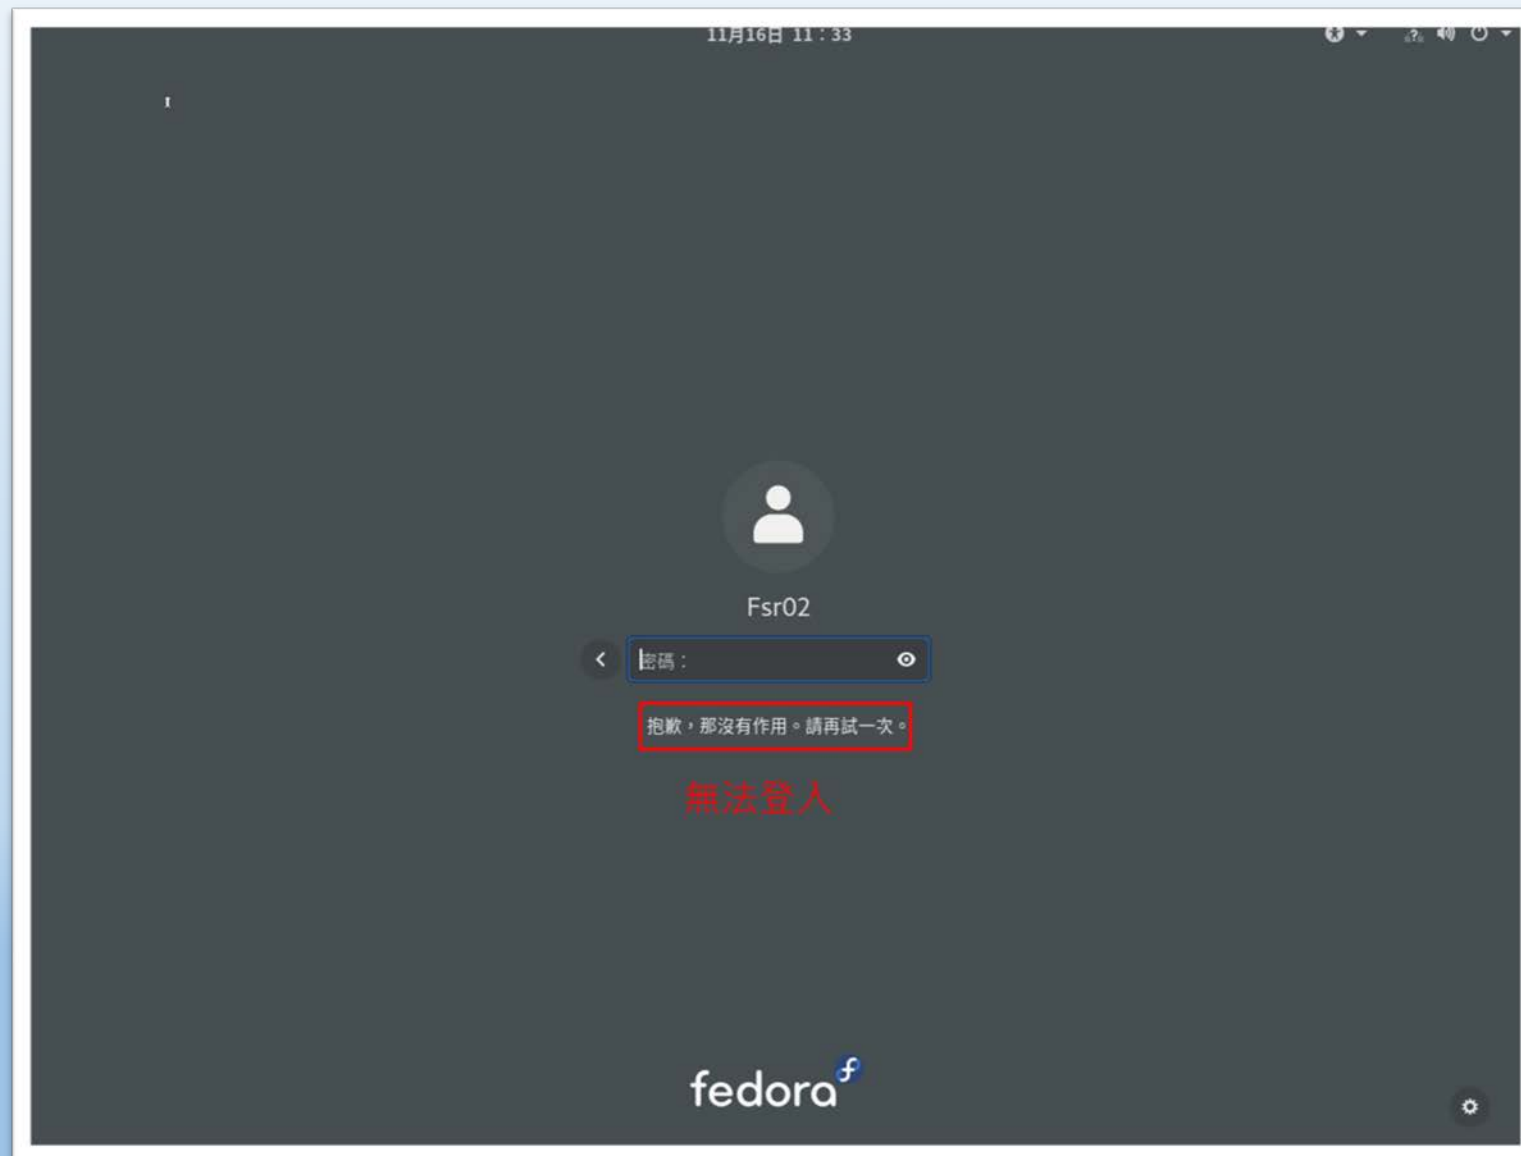 11月16日 11：33
Fsr02
密碼：
抱歉，那沒有作用。請再試一次。
無法登入
fedora